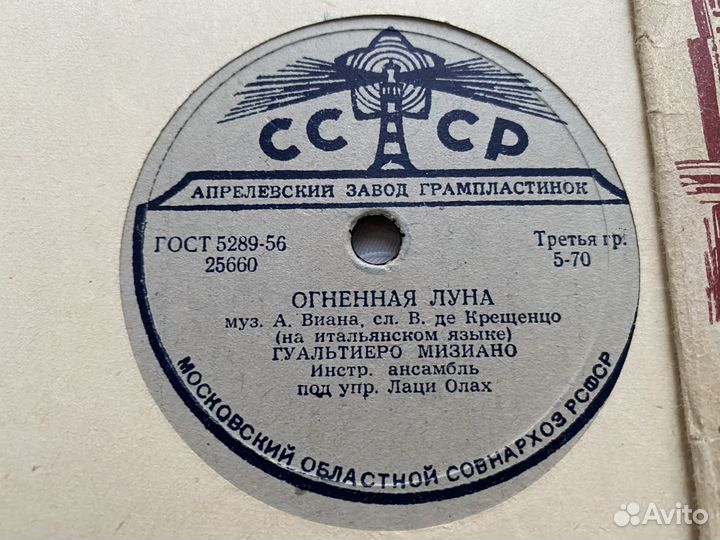 СССР
АПРЕЛЕВСКИЙ ЗАВОД ГРАМПЛАСТИНОК
ГОСТ 5289-56
25660
Третья гр.
5-70
ОГНЕННАЯ ЛУНА
муз. А. Виана, сл. В. де Крещенцо
(на итальянском языке)
ГУАЛЬТИЕРО МИЗИАНО
Инстр. ансамбль
под упр. Лаци Олах
МОСКОВСКИЙ ОБЛАСТНОЙ СОВНАРХОЗ РСФСР
Avito